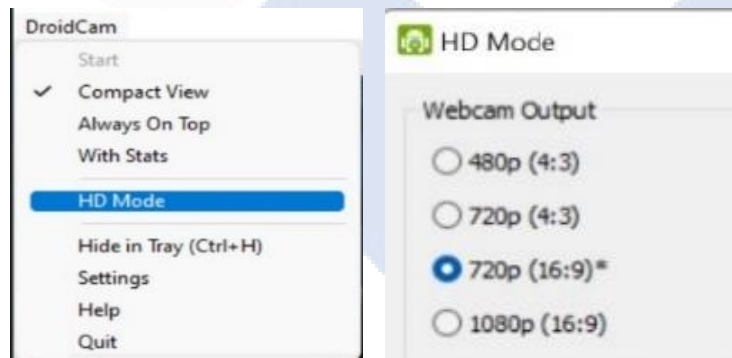 DroidCam
Start
Compact View
Always On Top
With Stats
HD Mode
Hide in Tray (Ctrl+H)
Settings
Help
Quit
HD Mode
Webcam Output
480p (4:3)
720p (4:3)
720p (16:9)*
1080p (16:9)